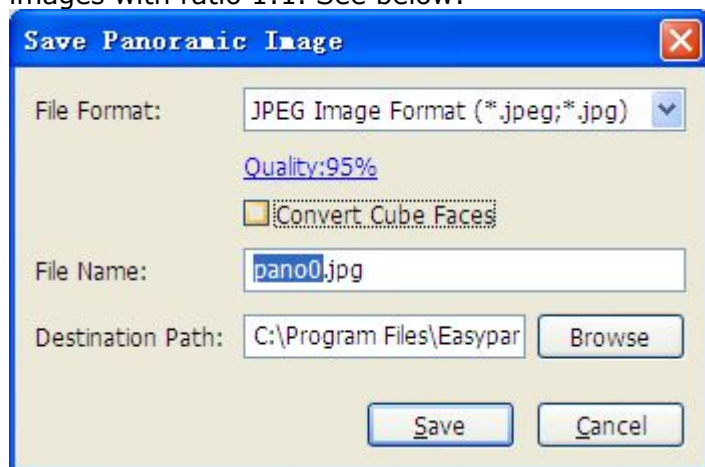 images with ratio 1:1. See below:
Save Panoramic Image
File Format: JPEG Image Format (*.jpeg;*.jpg)
Quality:95%
Convert Cube Faces
File Name: pano0.jpg
Destination Path: C:\Program Files\Easypar Browse
Save Cancel